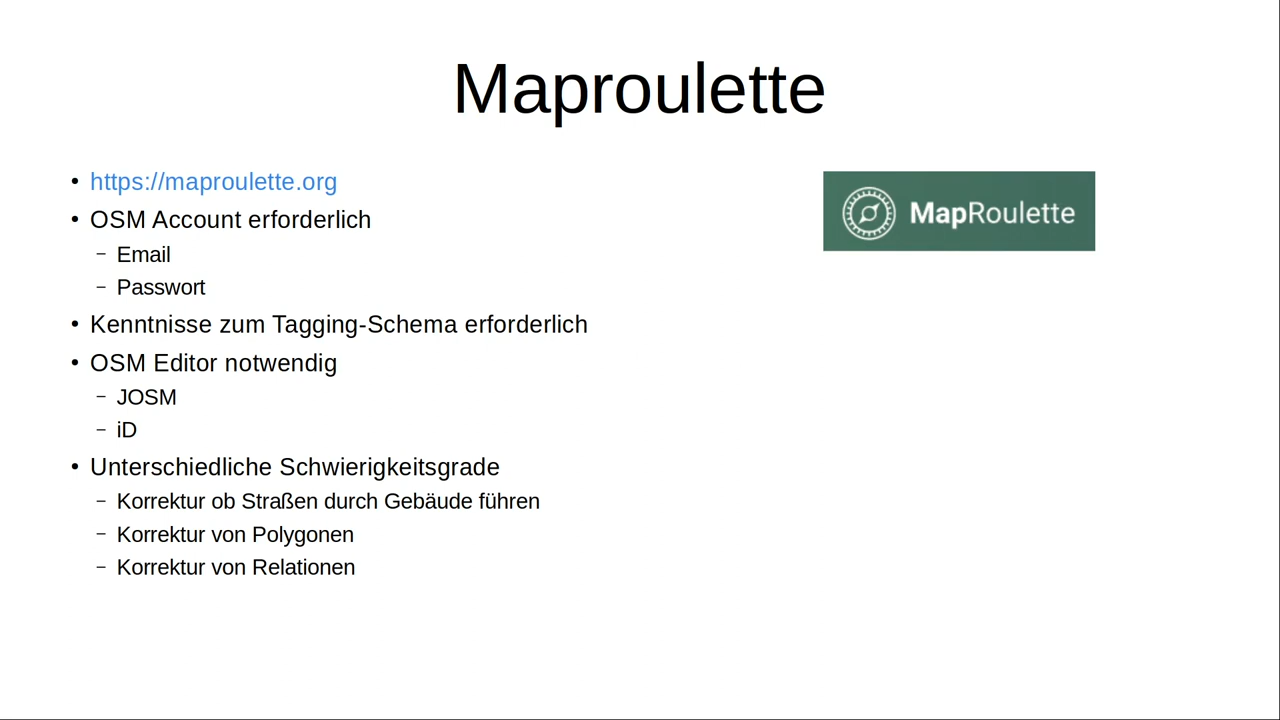 Maproulette
• https://maproulette.org
• OSM Account erforderlich
– Email
– Passwort
• Kenntnisse zum Tagging-Schema erforderlich
• OSM Editor notwendig
– JOSM
– iD
• Unterschiedliche Schwierigkeitsgrade
– Korrektur ob Straßen durch Gebäude führen
– Korrektur von Polygonen
– Korrektur von Relationen
MapRoulette